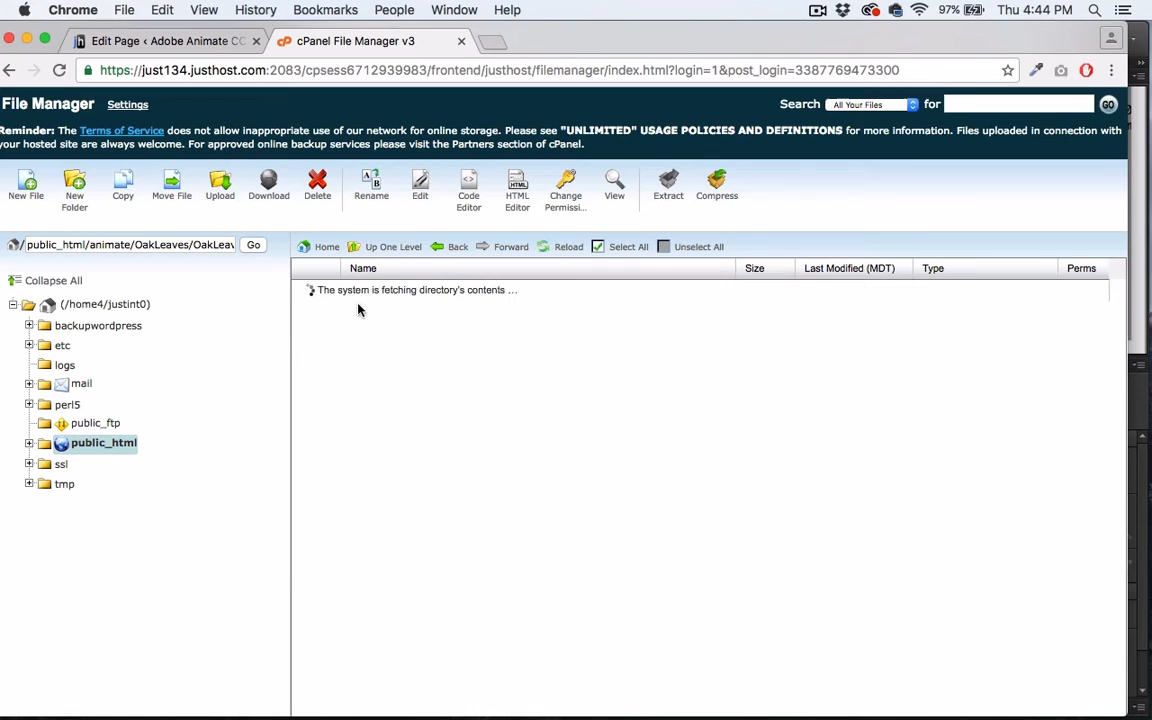 Chrome File Edit View History Bookmarks People Window Help 97% Thu 4:44 PM
Edit Page ‹ Adobe Animate CC cPanel File Manager v3
https://just134.justhost.com:2083/cpsess6712939983/frontend/justhost/filemanager/index.html?login=1&post_login=3387769473300
File Manager Settings Search All Your Files for GO
Reminder: The Terms of Service does not allow inappropriate use of our network for online storage. Please see "UNLIMITED" USAGE POLICIES AND DEFINITIONS for more information. Files uploaded in connection with
your hosted site are always welcome. For approved online backup services please visit the Partners section of cPanel.
New File New Folder Copy Move File Upload Download Delete Rename Edit Code Editor HTML Editor Change Permissi... View Extract Compress
/ public_html/animate/OakLeaves/OakLeav Go Home Up One Level Back Forward Reload Select All Unselect All
Name Size Last Modified (MDT) Type Perms
Collapse All
The system is fetching directory's contents ...
(/home4/justint0)
backupwordpress
etc
logs
mail
perl5
public_ftp
public_html
ssl
tmp